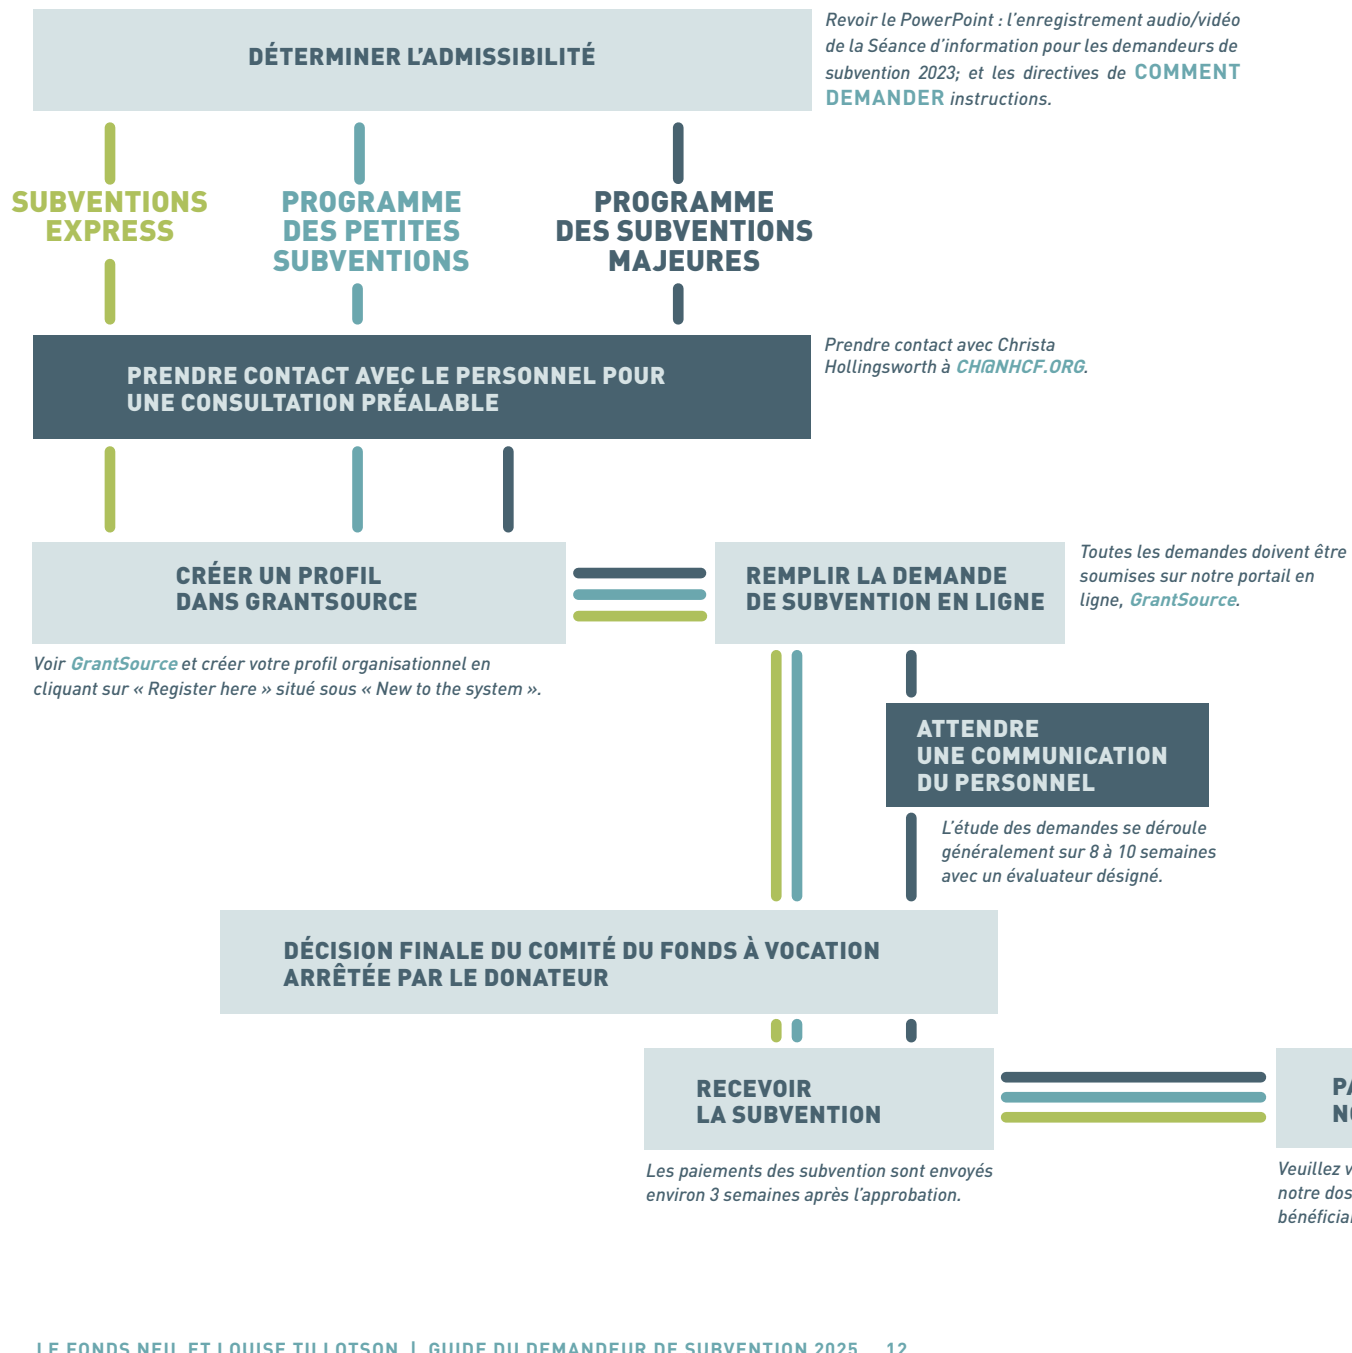 DÉTERMINER L'ADMISSIBILITÉ
Revoir le PowerPoint : l'enregistrement audio/vidéo
de la Séance d'information pour les demandeurs de
subvention 2023; et les directives de COMMENT
DEMANDER instructions.
SUBVENTIONS
EXPRESS
PROGRAMME
DES PETITES
SUBVENTIONS
PROGRAMME
DES SUBVENTIONS
MAJEURES
PRENDRE CONTACT AVEC LE PERSONNEL POUR
UNE CONSULTATION PRÉALABLE
Prendre contact avec Christa
Hollingsworth à CH@NHCF.ORG.
CRÉER UN PROFIL
DANS GRANTSOURCE
Voir GrantSource et créer votre profil organisationnel en
cliquant sur « Register here » situé sous « New to the system ».
REMPLIR LA DEMANDE
DE SUBVENTION EN LIGNE
Toutes les demandes doivent être
soumises sur notre portail en
ligne, GrantSource.
ATTENDRE
UNE COMMUNICATION
DU PERSONNEL
L'étude des demandes se déroule
généralement sur 8 à 10 semaines
avec un évaluateur désigné.
DÉCISION FINALE DU COMITÉ DU FONDS À VOCATION
ARRÊTÉE PAR LE DONATEUR
RECEVOIR
LA SUBVENTION
Les paiements des subvention sont envoyés
environ 3 semaines après l'approbation.
Veuillez
notre
LE FONDS NEIL ET LOUISE TILLOTSON | GUIDE DU DEMANDEUR DE SUBVENTION 2025 12